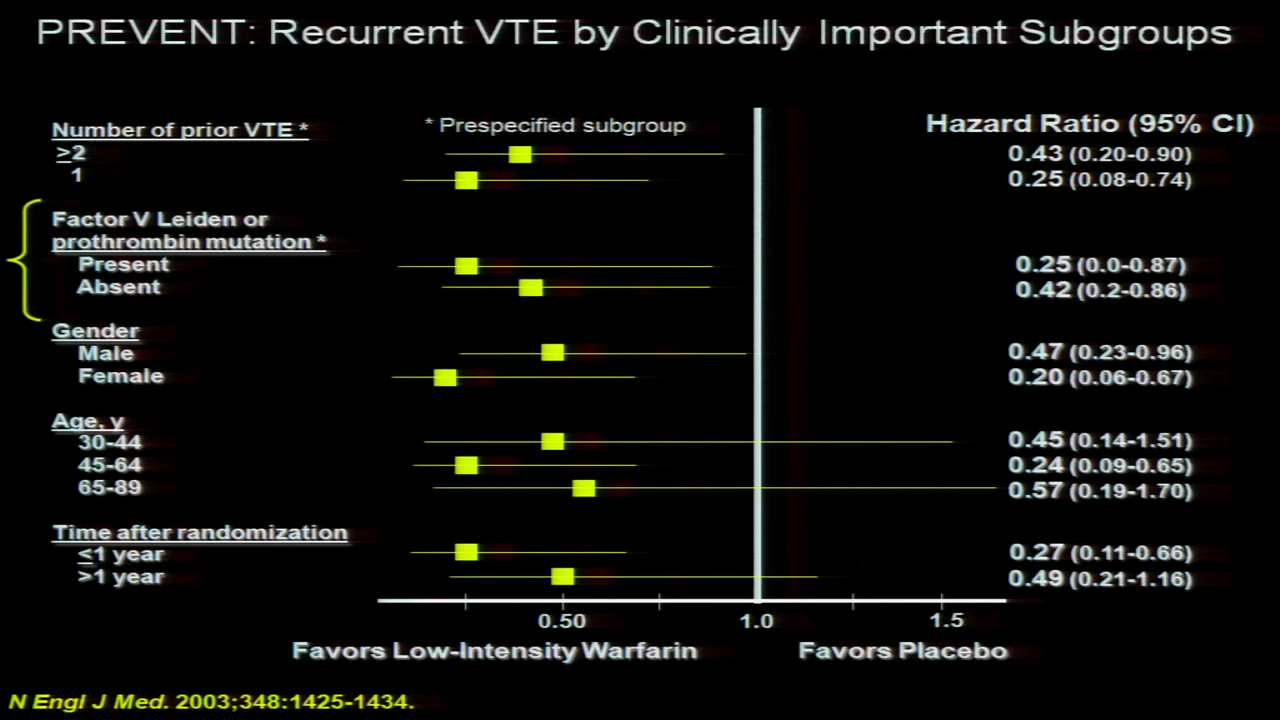 PREVENT: Recurrent VTE by Clinically Important Subgroups
Number of prior VTE *
* Prespecified subgroup
Hazard Ratio (95% CI)
≥2
0.43 (0.20-0.90)
1
0.25 (0.08-0.74)
Factor V Leiden or
prothrombin mutation *
Present
0.25 (0.0-0.87)
Absent
0.42 (0.2-0.86)
Gender
Male
0.47 (0.23-0.96)
Female
0.20 (0.06-0.67)
Age, y
30-44
0.45 (0.14-1.51)
45-64
0.24 (0.09-0.65)
65-89
0.57 (0.19-1.70)
Time after randomization
≤1 year
0.27 (0.11-0.66)
>1 year
0.49 (0.21-1.16)
0.50 1.0 1.5
Favors Low-Intensity Warfarin
Favors Placebo
N Engl J Med. 2003;348:1425-1434.